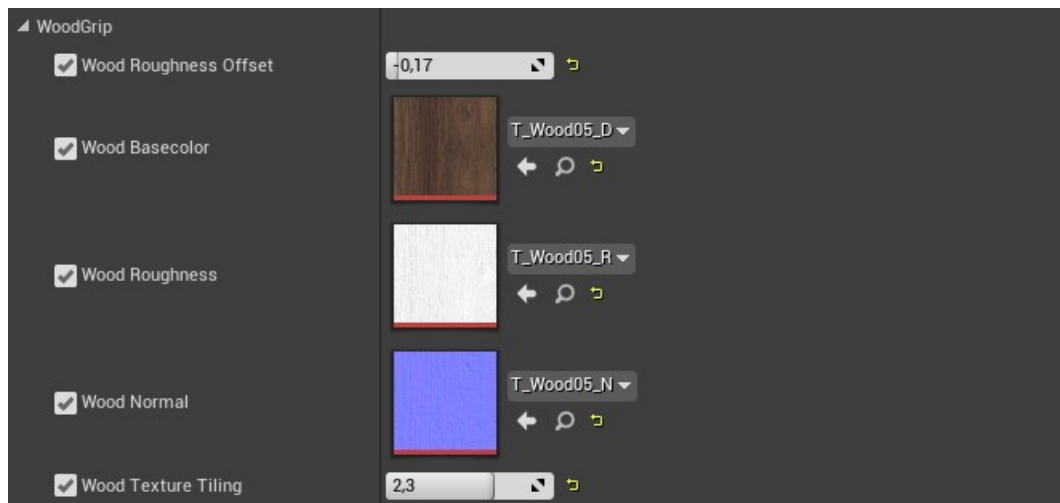 WoodGrip
Wood Roughness Offset -0,17
Wood Basecolor T_Wood05_D
Wood Roughness T_Wood05_R
Wood Normal T_Wood05_N
Wood Texture Tiling 2,3